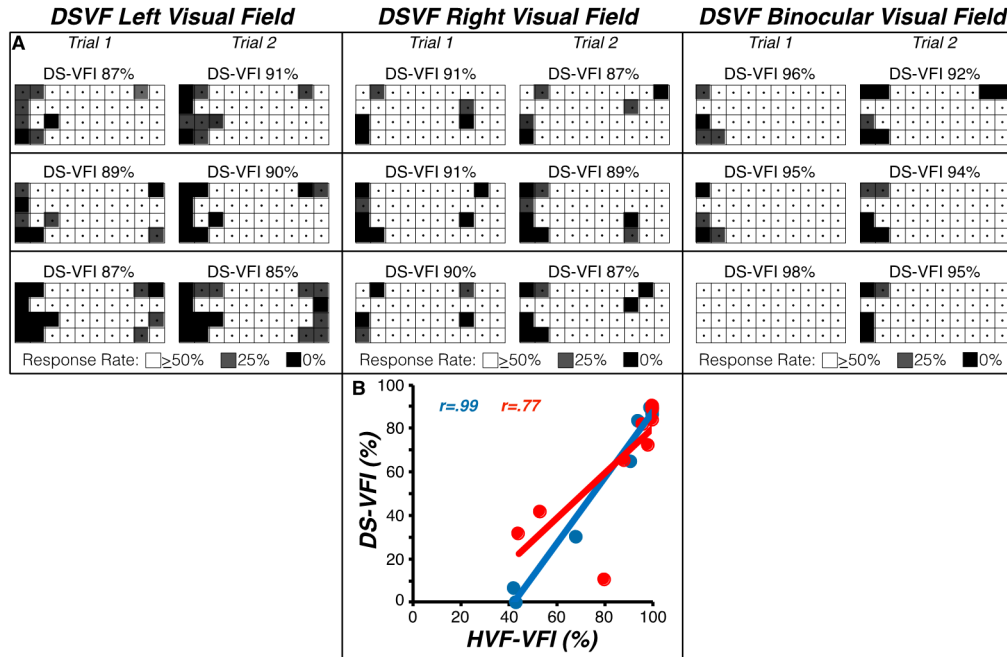 DSVF Left Visual Field DSVF Right Visual Field DSVF Binocular Visual Field
A Trial 1 Trial 2 Trial 1 Trial 2 Trial 1 Trial 2
DS-VFI 87% DS-VFI 91% DS-VFI 91% DS-VFI 87% DS-VFI 96% DS-VFI 92%
DS-VFI 89% DS-VFI 90% DS-VFI 91% DS-VFI 89% DS-VFI 95% DS-VFI 94%
DS-VFI 87% DS-VFI 85% DS-VFI 90% DS-VFI 87% DS-VFI 98% DS-VFI 95%
Response Rate: ≥50% 25% 0% Response Rate: ≥50% 25% 0% Response Rate: ≥50% 25% 0%
B
r=.99 r=.77
100
80
60
40
20
0
DS-VFI (%)
0 20 40 60 80 100
HVF-VFI (%)